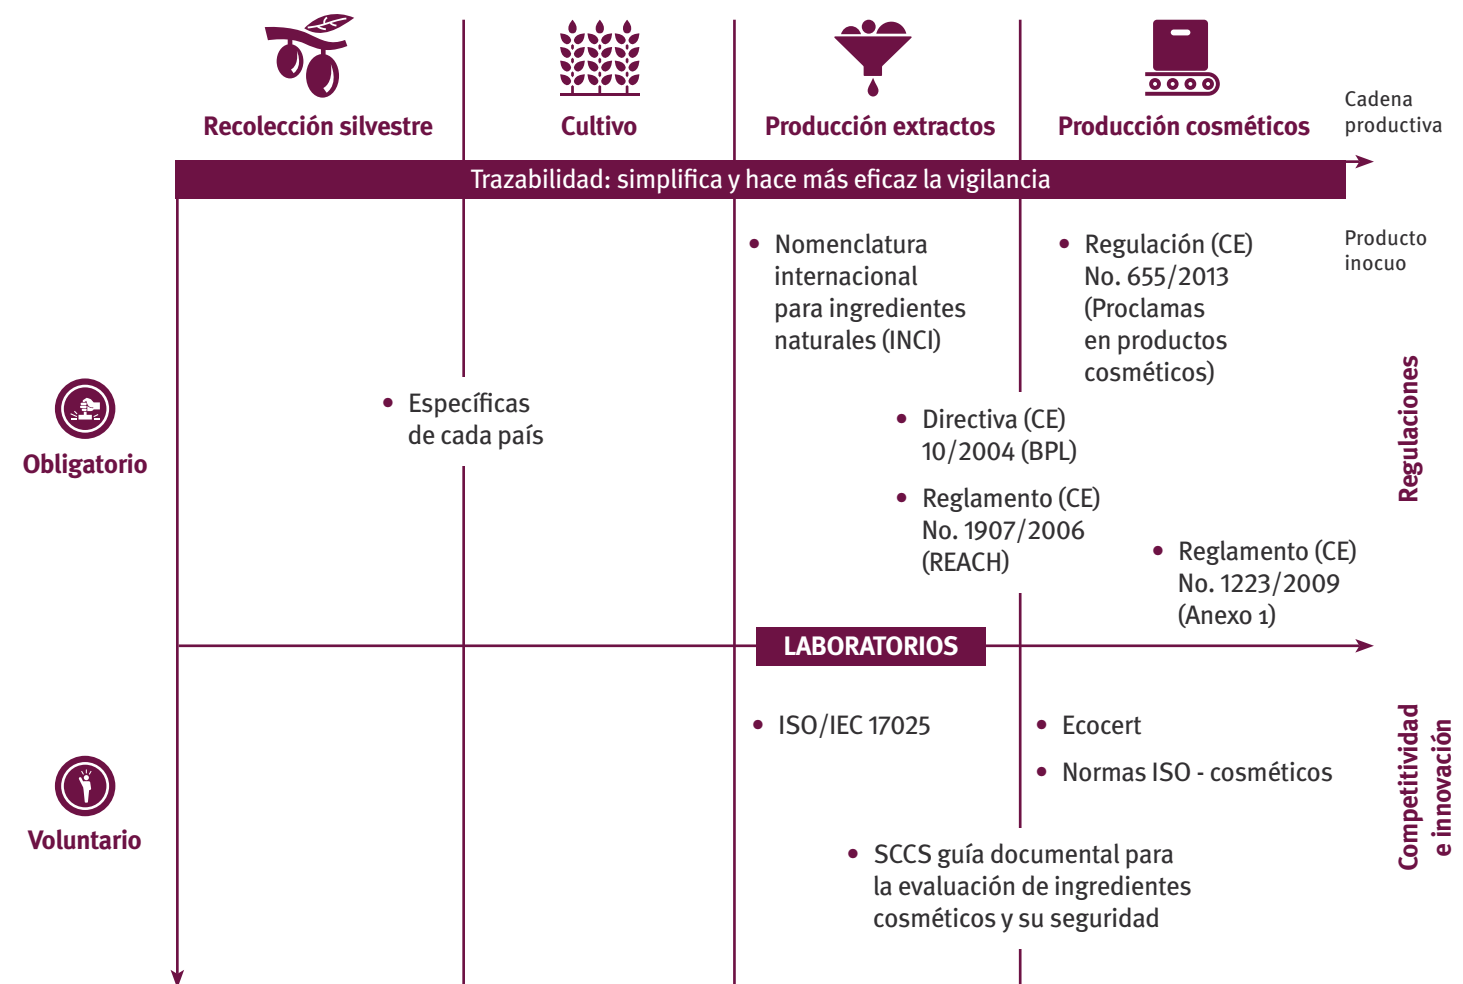 Recolección silvestre
Cultivo
Producción extractos
Producción cosméticos
Cadena
productiva
Trazabilidad: simplifica y hace más eficaz la vigilancia
Producto
inocuo
• Nomenclatura
internacional
para ingredientes
naturales (INCI)
• Regulación (CE)
No. 655/2013
(Proclamas
en productos
cosméticos)
Obligatorio
• Específicas
de cada país
• Directiva (CE)
10/2004 (BPL)
• Reglamento (CE)
No. 1907/2006
(REACH)
• Reglamento (CE)
No. 1223/2009
(Anexo 1)
Regulaciones
LABORATORIOS
Voluntario
• ISO/IEC 17025
• Ecocert
• Normas ISO - cosméticos
• SCCS guía documental para
la evaluación de ingredientes
cosméticos y su seguridad
Competitividad
e innovación